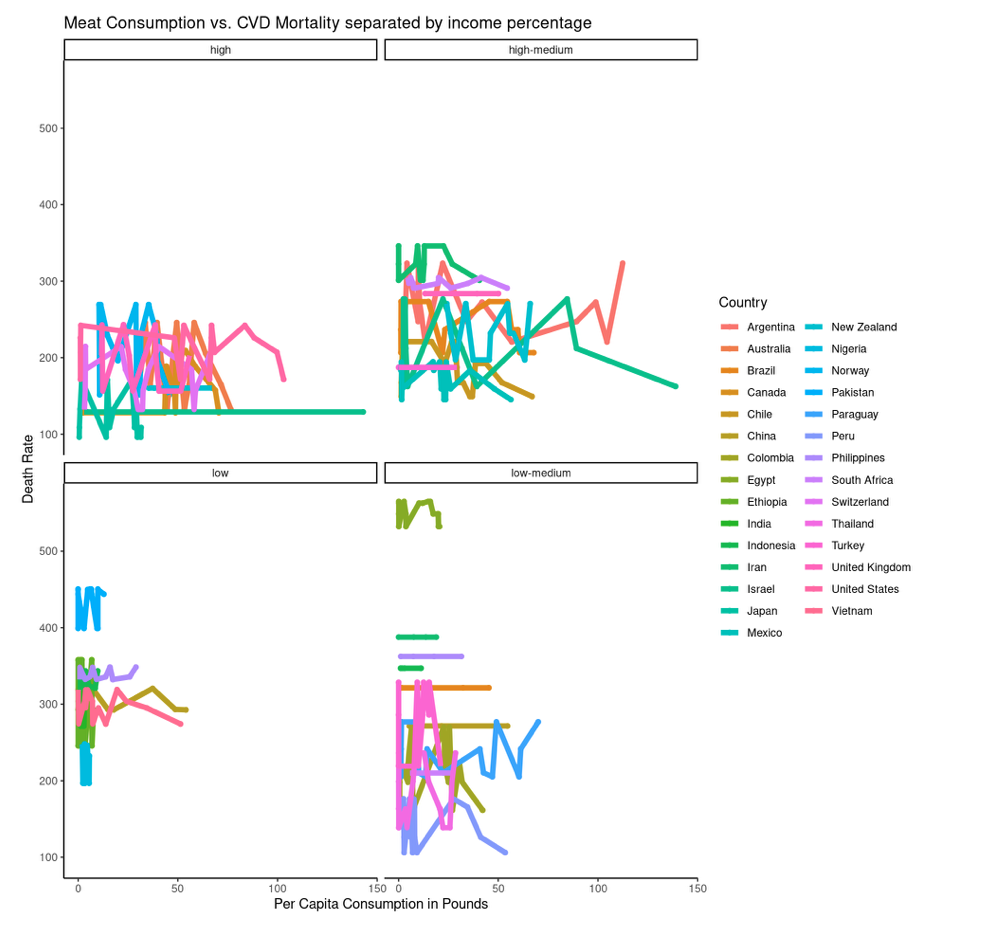 Meat Consumption vs. CVD Mortality separated by income percentage
high
high-medium
500
400
300
200
100
low
low-medium
500
400
300
200
100
0
50
100
150
0
50
100
150
Per Capita Consumption in Pounds
Death Rate
Country
Argentina
Australia
Brazil
Canada
Chile
China
Colombia
Egypt
Ethiopia
India
Indonesia
Iran
Israel
Japan
Mexico
New Zealand
Nigeria
Norway
Pakistan
Paraguay
Peru
Philippines
South Africa
Switzerland
Thailand
Turkey
United Kingdom
United States
Vietnam